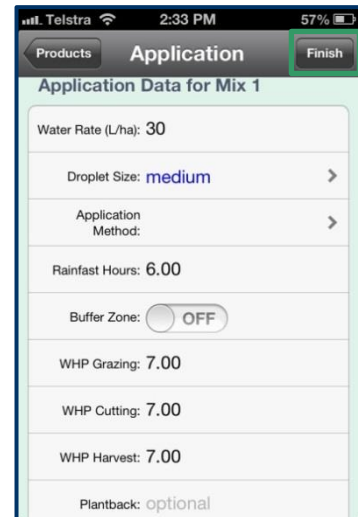 Telstra 2:33 PM 57%
Products Application Finish
Application Data for Mix 1
Water Rate (L/ha): 30
Droplet Size: medium
Application
Method:
Rainfast Hours: 6.00
Buffer Zone: OFF
WHP Grazing: 7.00
WHP Cutting: 7.00
WHP Harvest: 7.00
Plantback: optional